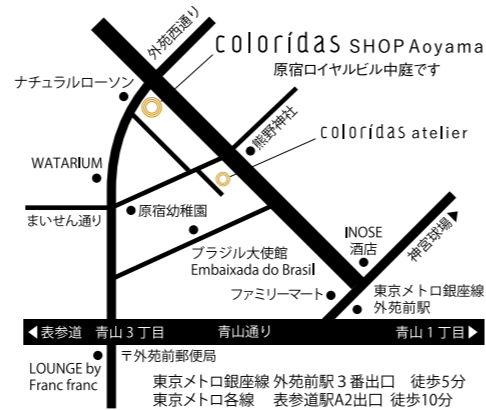 外苑西通り
coloridas SHOP Aoyama
原宿ロイヤルビル中庭です
ナチュラルローソン
熊野神社
coloridas atelier
WATARIUM
まいせん通り
原宿幼稚園
ブラジル大使館
Embaixada do Brasil
INOSE
酒店
神宮球場
ファミリーマート
東京メトロ銀座線
外苑前駅
表参道 青山3丁目 青山通り 青山1丁目
LOUNGE by
Franc franc
〒外苑前郵便局
東京メトロ銀座線 外苑前駅3番出口 徒歩5分
東京メトロ各線 表参道駅A2出口 徒歩10分